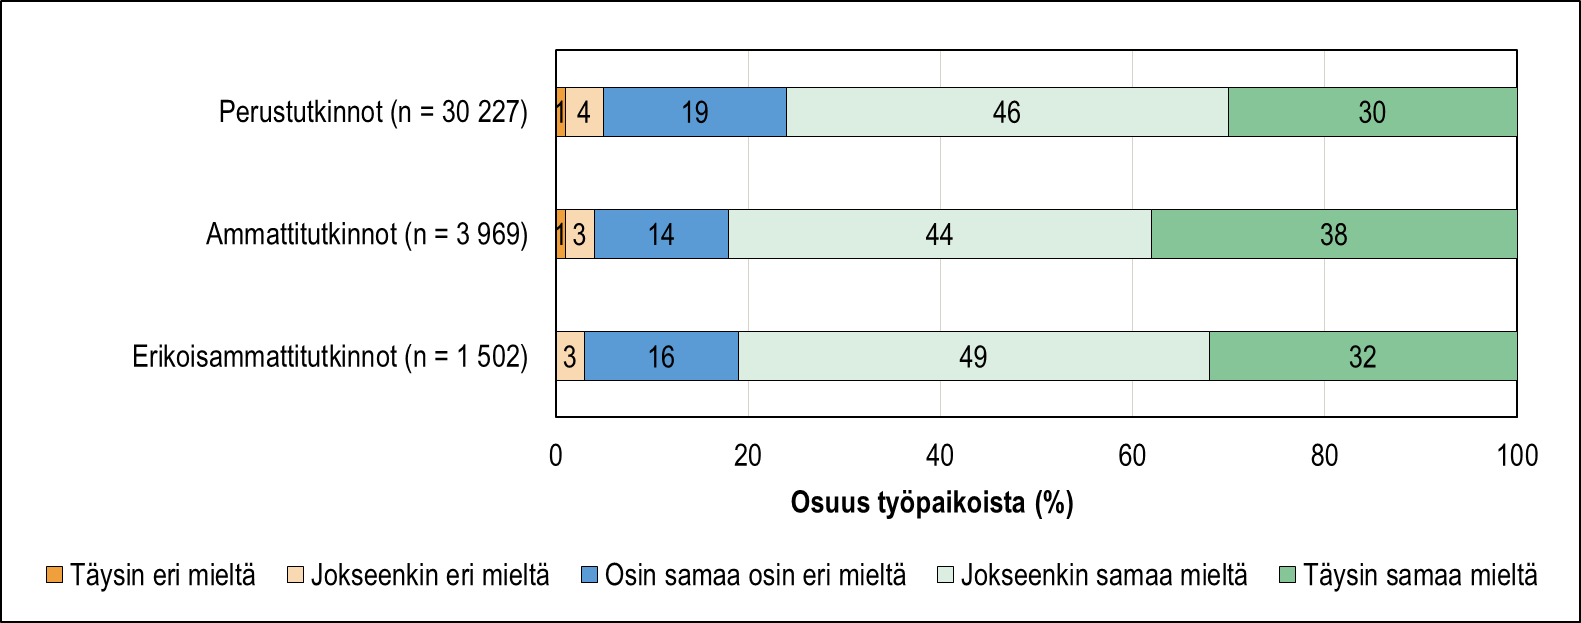 Perustutkinnot (n = 30 227) 1 4 19 46 30
Ammattitutkinnot (n = 3 969) 1 3 14 44 38
Erikoisammattitutkinnot (n = 1 502) 3 16 49 32
0 20 40 60 80 100
Osuus työpaikoista (%)
Täysin eri mieltä Jokseenkin eri mieltä Osin samaa osin eri mieltä Jokseenkin samaa mieltä Täysin samaa mieltä